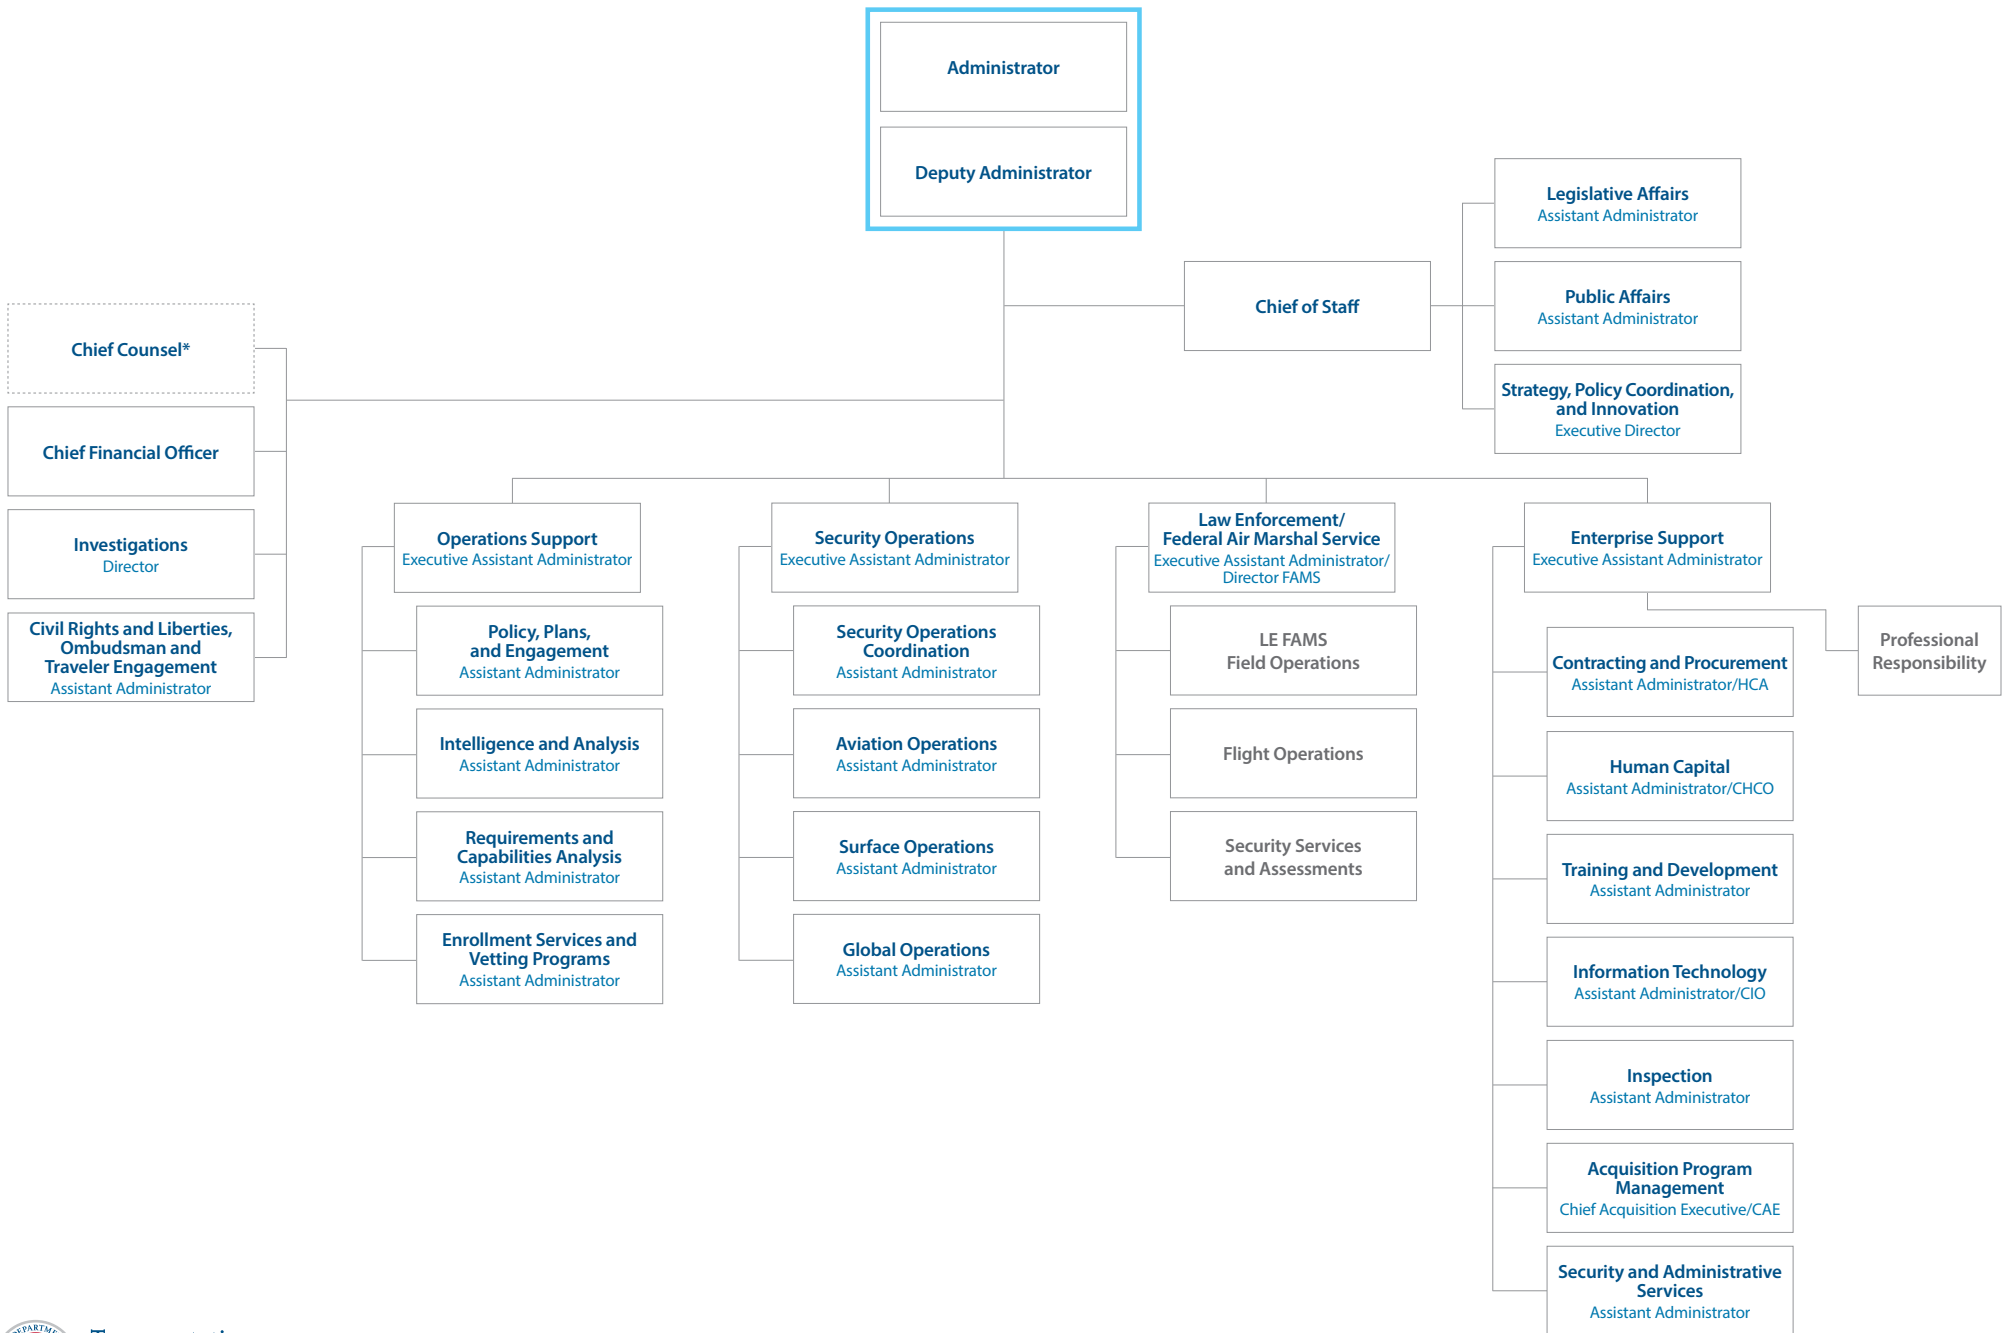 Administrator
Deputy Administrator
Legislative Affairs
Assistant Administrator
Chief of Staff
Public Affairs
Assistant Administrator
Strategy, Policy Coordination,
and Innovation
Executive Director
Chief Counsel*
Chief Financial Officer
Investigations
Director
Civil Rights and Liberties,
Ombudsman and
Traveler Engagement
Assistant Administrator
Operations Support
Executive Assistant Administrator
Policy, Plans,
and Engagement
Assistant Administrator
Intelligence and Analysis
Assistant Administrator
Requirements and
Capabilities Analysis
Assistant Administrator
Enrollment Services and
Vetting Programs
Assistant Administrator
Security Operations
Executive Assistant Administrator
Security Operations
Coordination
Assistant Administrator
Aviation Operations
Assistant Administrator
Surface Operations
Assistant Administrator
Global Operations
Assistant Administrator
Law Enforcement/
Federal Air Marshal Service
Executive Assistant Administrator/
Director FAMS
LE FAMS
Field Operations
Flight Operations
Security Services
and Assessments
Enterprise Support
Executive Assistant Administrator
Professional
Responsibility
Contracting and Procurement
Assistant Administrator/HCA
Human Capital
Assistant Administrator/CHCO
Training and Development
Assistant Administrator
Information Technology
Assistant Administrator/CIO
Inspection
Assistant Administrator
Acquisition Program
Management
Chief Acquisition Executive/CAE
Security and Administrative
Services
Assistant Administrator